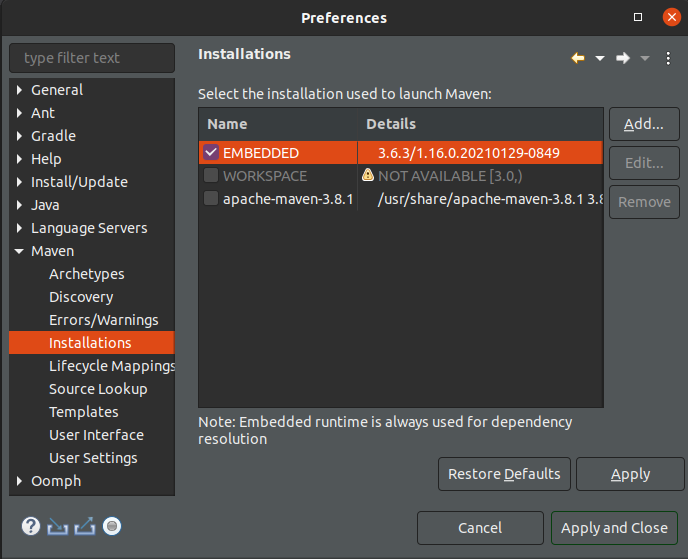 Preferences
type filter text
General
Ant
Gradle
Help
Install/Update
Java
Language Servers
Maven
Archetypes
Discovery
Errors/Warnings
Installations
Lifecycle Mappings
Source Lookup
Templates
User Interface
User Settings
Oomph
Installations
Select the installation used to launch Maven:
Name Details
EMBEDDED 3.6.3/1.16.0.20210129-0849
WORKSPACE NOT AVAILABLE [3.0,)
apache-maven-3.8.1 /usr/share/apache-maven-3.8.1 3.8
Add...
Edit...
Remove
Note: Embedded runtime is always used for dependency
resolution
Restore Defaults Apply
? Cancel Apply and Close